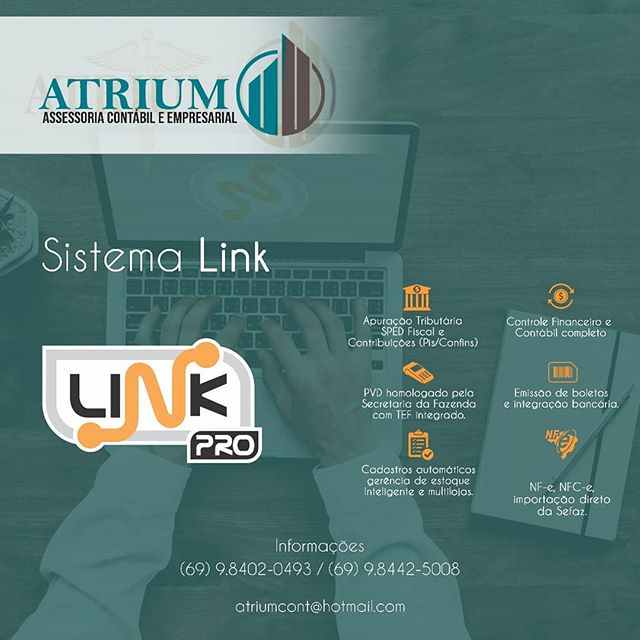 ATRIUM
ASSESSORIA CONTÁBIL E EMPRESARIAL
Sistema Link
LINK
PRO
Apuração Tributária
SPED Fiscal e
Contribuições (Pis/Confins)
Controle Financeiro e
Contábil completo
PVD homologado pela
Secretaria da Fazenda
com TEF integrado.
Emissão de boletos
e integração bancária.
Cadastros automáticos
gerência de estoque
inteligente e multilojas.
NF-e
NF-e, NFC-e,
importação direto
da Sefaz.
Informações
(69) 9.8402-0493 / (69) 9.8442-5008
atriumcont@hotmail.com